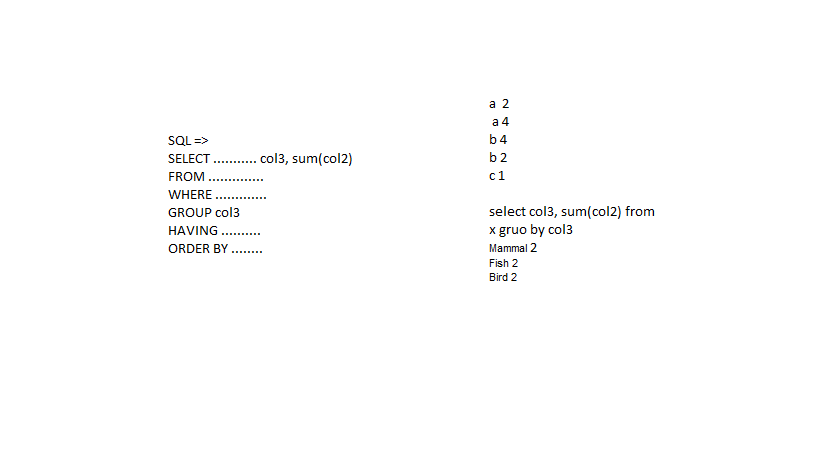 SQL =>
SELECT ........... col3, sum(col2)
FROM ..............
WHERE .............
GROUP col3
HAVING ..........
ORDER BY ........
a 2
a 4
b 4
b 2
c 1
select col3, sum(col2) from
x gruo by col3
Mammal 2
Fish 2
Bird 2